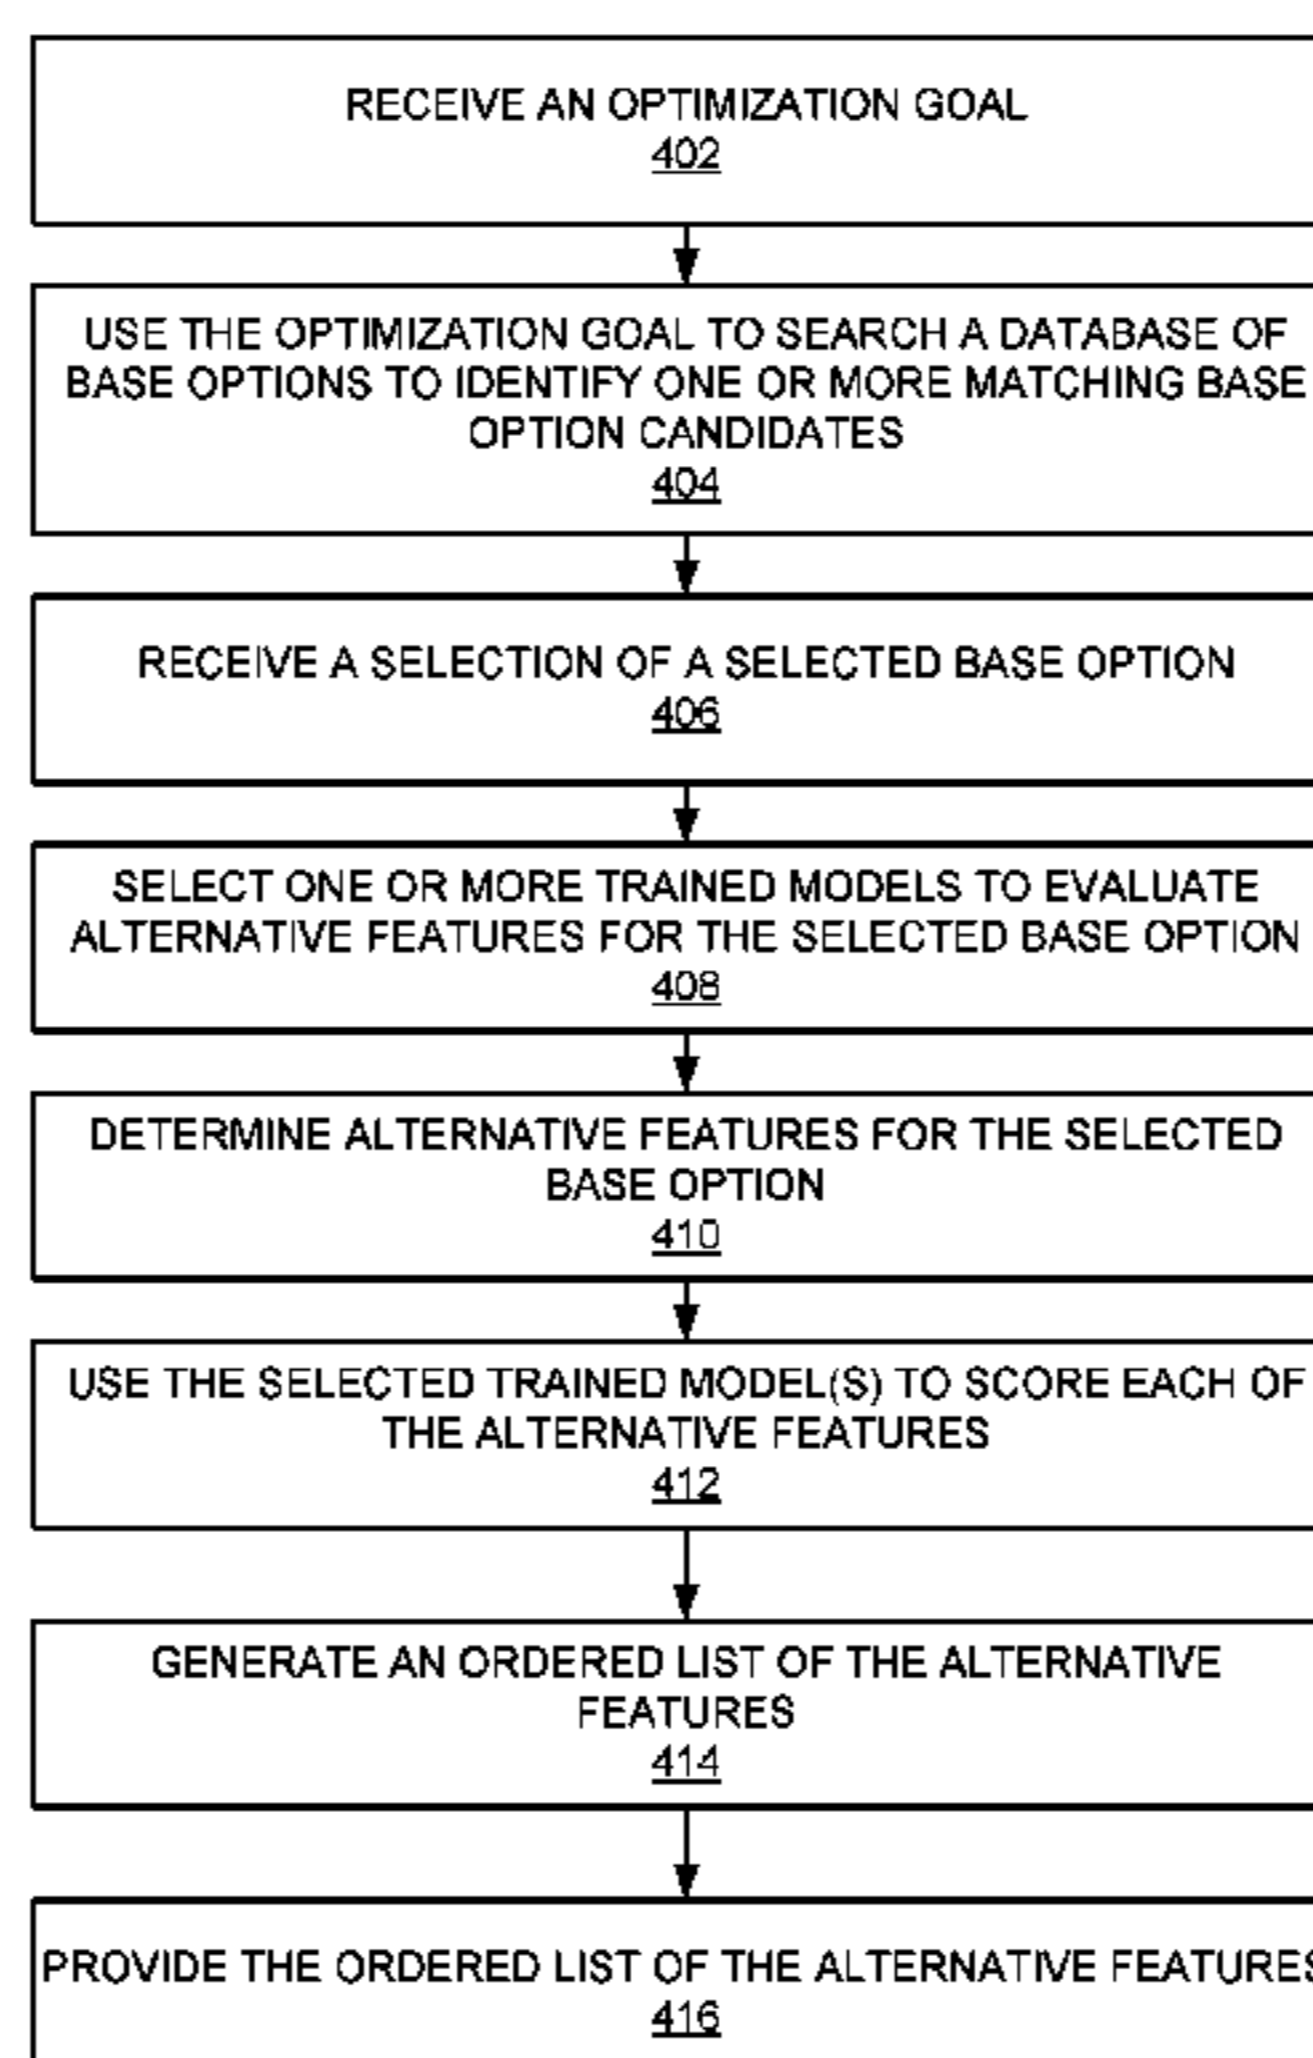 RECEIVE AN OPTIMIZATION GOAL
402
USE THE OPTIMIZATION GOAL TO SEARCH A DATABASE OF
BASE OPTIONS TO IDENTIFY ONE OR MORE MATCHING BASE
OPTION CANDIDATES
404
RECEIVE A SELECTION OF A SELECTED BASE OPTION
406
SELECT ONE OR MORE TRAINED MODELS TO EVALUATE
ALTERNATIVE FEATURES FOR THE SELECTED BASE OPTION
408
DETERMINE ALTERNATIVE FEATURES FOR THE SELECTED
BASE OPTION
410
USE THE SELECTED TRAINED MODEL(S) TO SCORE EACH OF
THE ALTERNATIVE FEATURES
412
GENERATE AN ORDERED LIST OF THE ALTERNATIVE
FEATURES
414
PROVIDE THE ORDERED LIST OF THE ALTERNATIVE FEATURES
416